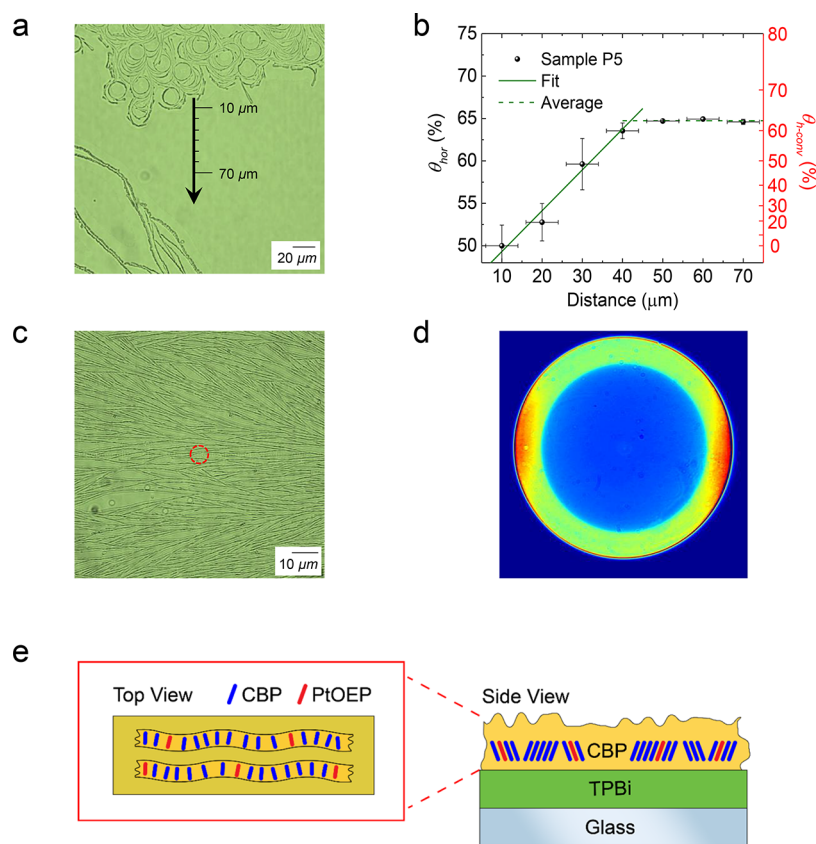 a
10 µm
70 µm
20 µm
b
75
70
65
60
55
50
θhor (%)
Sample P5
Fit
Average
80
70
60
50
40
30
20
0
θh-conv (%)
10 20 30 40 50 60 70
Distance (µm)
c
10 µm
d
e
Top View CBP PtOEP
Side View
CBP
TPBi
Glass